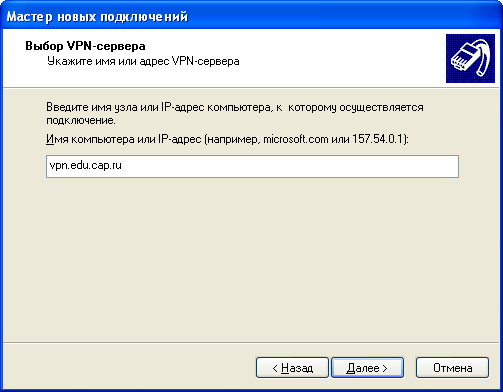 Мастер новых подключений
Выбор VPN-сервера
Укажите имя или адрес VPN-сервера
Введите имя узла или IP-адрес компьютера, к которому осуществляется
подключение.
Имя компьютера или IP-адрес (например, microsoft.com или 157.54.0.1):
vpn.edu.cap.ru
< Назад Далее > Отмена